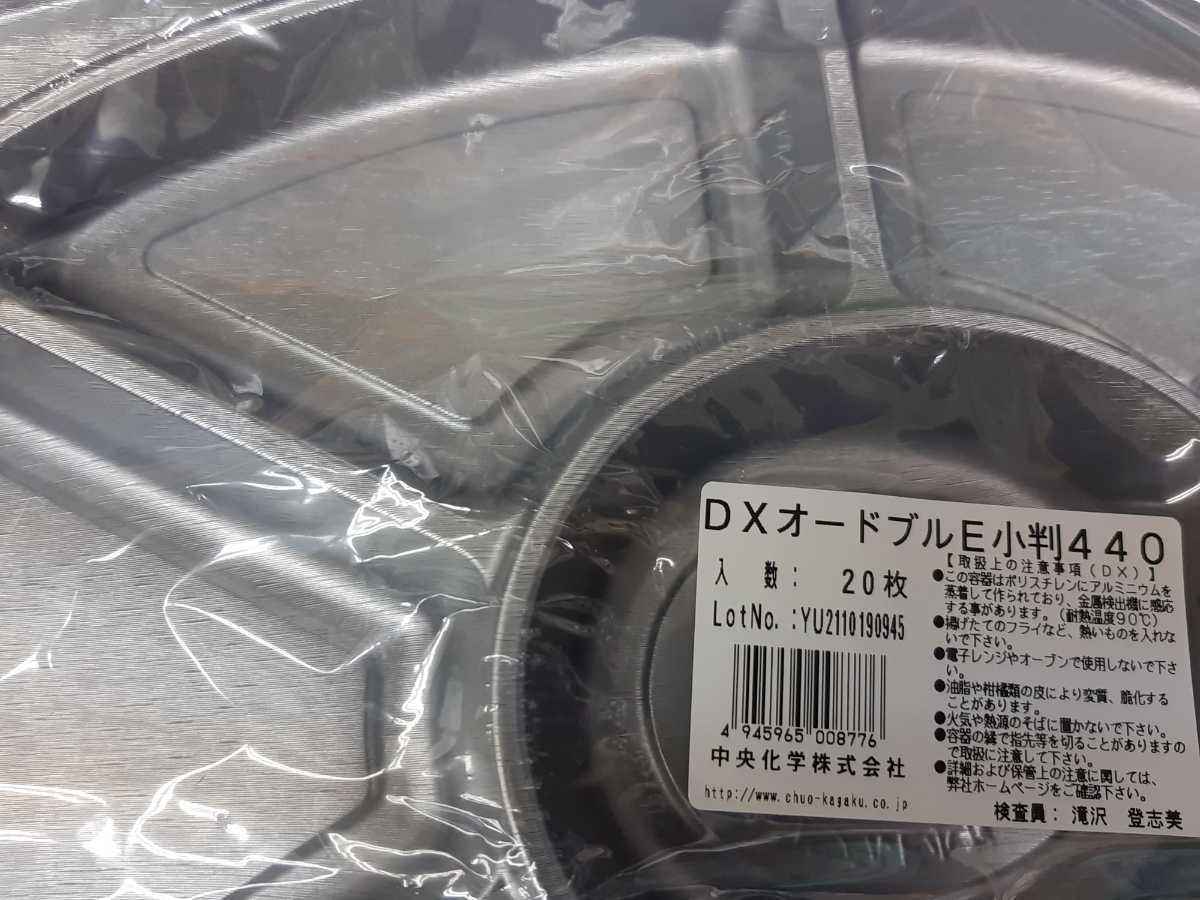 DXオードブルE小判440
入 数: 20枚
LotNo.:YU2110190945
4 945965 008776
中央化学株式会社
http://www.chuo-kagaku.co.jp
【取扱上の注意事項(DX)】
●この容器はポリスチレンにアルミニウムを
蒸着して作られており、金属検出機に感応
する事があります。(耐熱温度90℃)
●揚げたてのフライなど、熱いものを入れな
いで下さい。
●電子レンジやオーブンで使用しないで下さ
い。
●油脂や柑橘類の皮により変質、脆化する
ことがあります。
●火気や熱源のそばに置かないで下さい。
●容器の縁で指先等を切ることがありますの
で取扱に注意して下さい。
●詳細および保管上の注意に関しては、
弊社ホームページをご確認下さい。
検査員: 滝沢 登志美